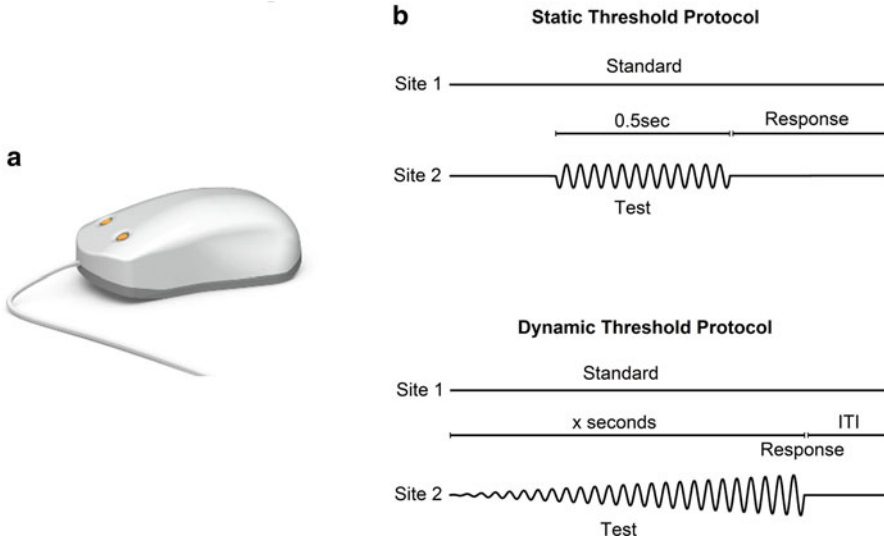 a
b
Static Threshold Protocol
Standard
Site 1
0.5sec Response
Site 2
Test
Dynamic Threshold Protocol
Standard
Site 1
x seconds ITI
Response
Site 2
Test